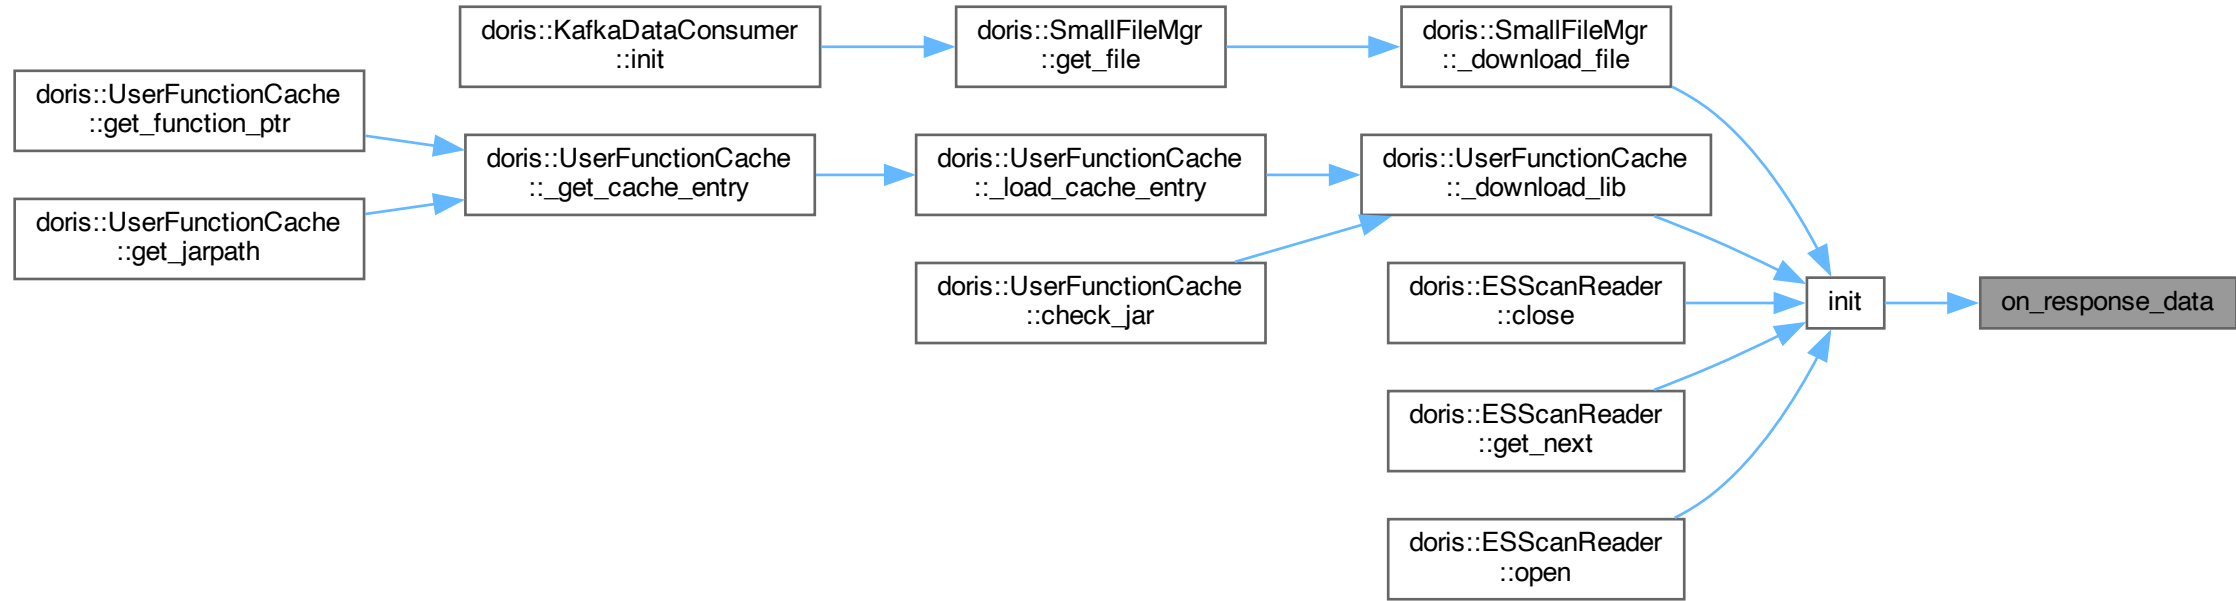 doris::KafkaDataConsumer
::init
doris::SmallFileMgr
::get_file
doris::SmallFileMgr
::_download_file
doris::UserFunctionCache
::get_function_ptr
doris::UserFunctionCache
::get_jarpath
doris::UserFunctionCache
::_get_cache_entry
doris::UserFunctionCache
::_load_cache_entry
doris::UserFunctionCache
::_download_lib
doris::UserFunctionCache
::check_jar
doris::ESScanReader
::close
init
on_response_data
doris::ESScanReader
::get_next
doris::ESScanReader
::open